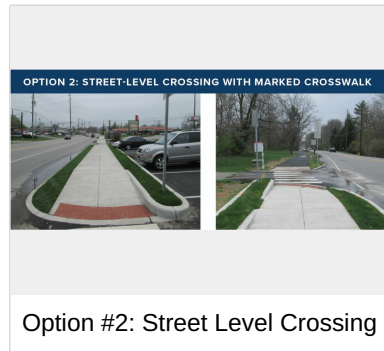 OPTION 2: STREET-LEVEL CROSSING WITH MARKED CROSSWALK
Option #2: Street Level Crossing